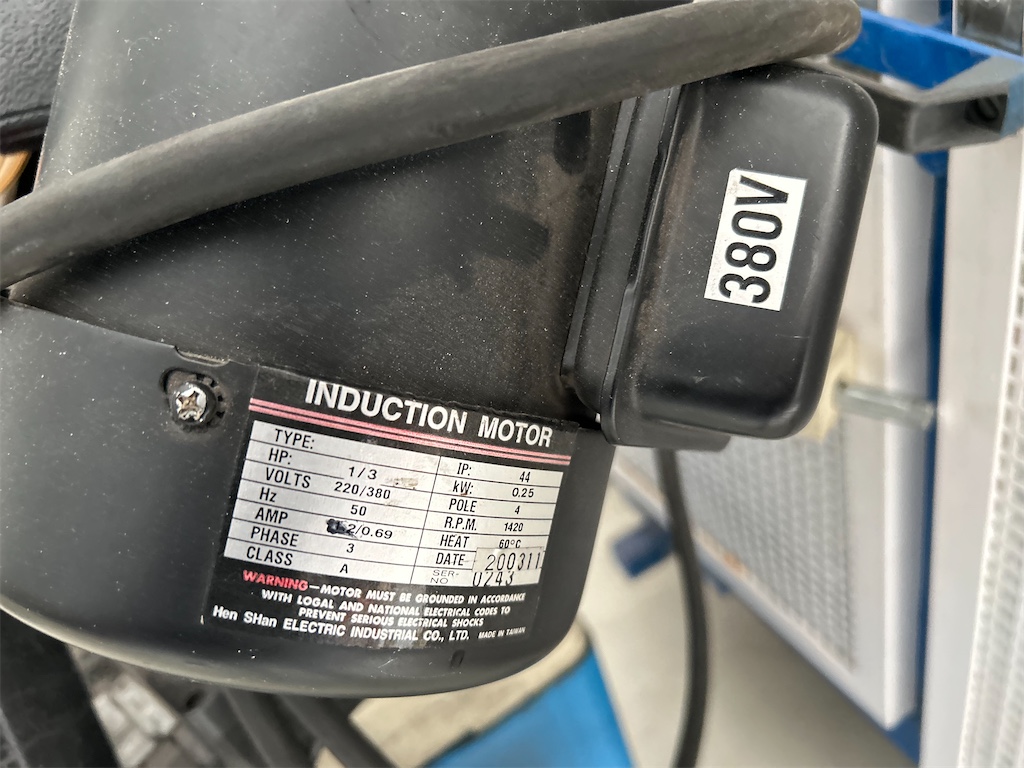 380V
INDUCTION MOTOR
TYPE:
HP: 1/3
VOLTS 220/380
Hz 50
AMP 2/0.69
PHASE 3
CLASS A
IP: 44
kW: 0.25
POLE 4
R.P.M. 1420
HEAT 60°C
DATE 200311
SER-NO 0243
WARNING—MOTOR MUST BE GROUNDED IN ACCORDANCE
WITH LOCAL AND NATIONAL ELECTRICAL CODES TO
PREVENT SERIOUS ELECTRICAL SHOCKS
Hen SHan ELECTRIC INDUSTRIAL CO., LTD. MADE IN TAIWAN